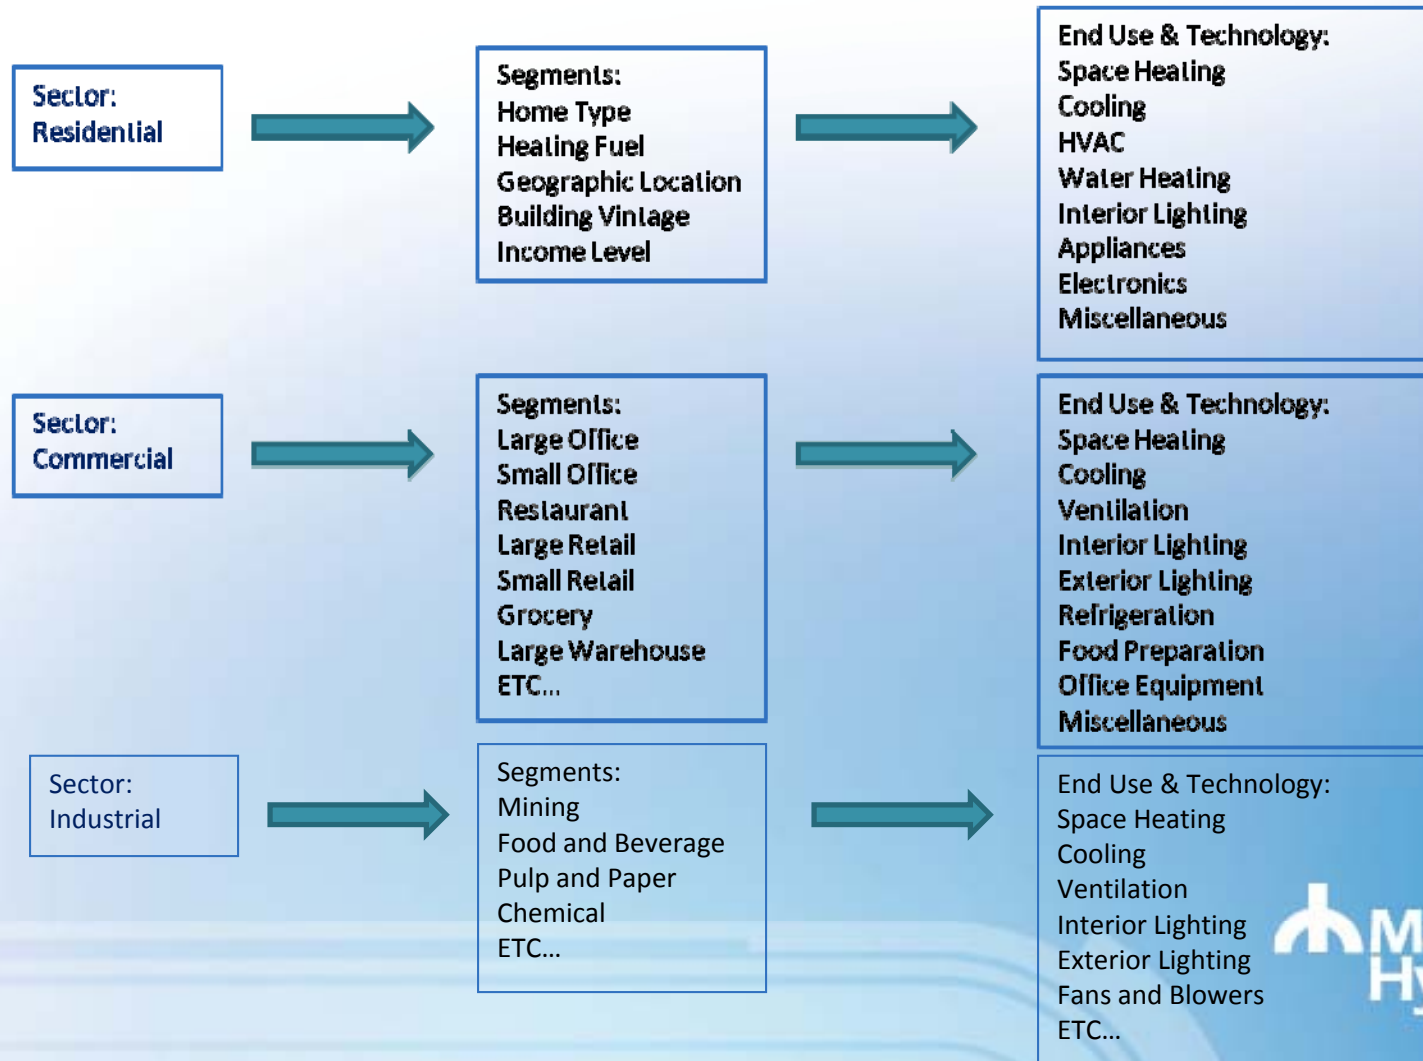 Sector:
Residential
Segments:
Home Type
Heating Fuel
Geographic Location
Building Vintage
Income Level
End Use & Technology:
Space Heating
Cooling
HVAC
Water Heating
Interior Lighting
Appliances
Electronics
Miscellaneous
Sector:
Commercial
Segments:
Large Office
Small Office
Restaurant
Large Retail
Small Retail
Grocery
Large Warehouse
ETC...
End Use & Technology:
Space Heating
Cooling
Ventilation
Interior Lighting
Exterior Lighting
Refrigeration
Food Preparation
Office Equipment
Miscellaneous
Sector:
Industrial
Segments:
Mining
Food and Beverage
Pulp and Paper
Chemical
ETC…
End Use & Technology:
Space Heating
Cooling
Ventilation
Interior Lighting
Exterior Lighting
Fans and Blowers
ETC…